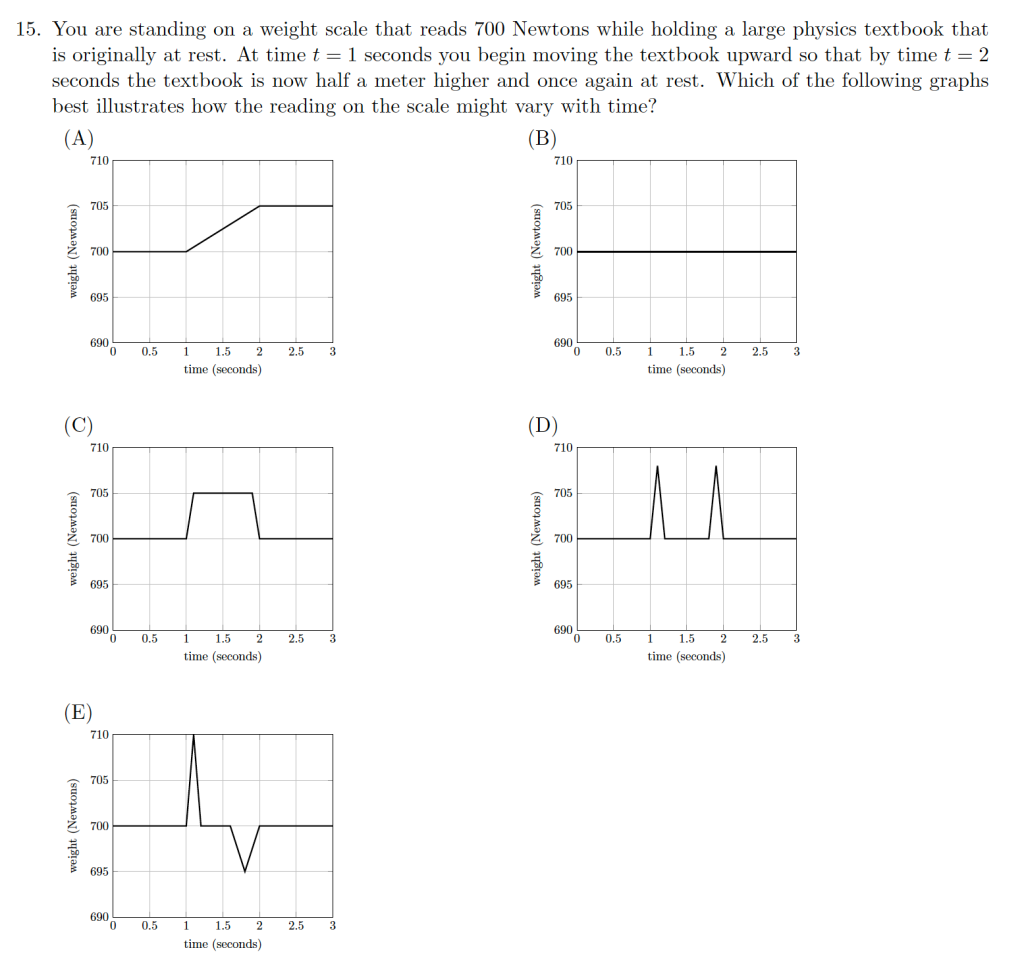 15. You are standing on a weight scale that reads 700 Newtons while holding a large physics textbook that
is originally at rest. At time t = 1 seconds you begin moving the textbook upward so that by time t = 2
seconds the textbook is now half a meter higher and once again at rest. Which of the following graphs
best illustrates how the reading on the scale might vary with time?
(A)
710
705
700
695
690
weight (Newtons)
0 0.5 1 1.5 2 2.5 3
time (seconds)
(B)
710
705
700
695
690
weight (Newtons)
0 0.5 1 1.5 2 2.5 3
time (seconds)
(C)
710
705
700
695
690
weight (Newtons)
0 0.5 1 1.5 2 2.5 3
time (seconds)
(D)
710
705
700
695
690
weight (Newtons)
0 0.5 1 1.5 2 2.5 3
time (seconds)
(E)
710
705
700
695
690
weight (Newtons)
0 0.5 1 1.5 2 2.5 3
time (seconds)